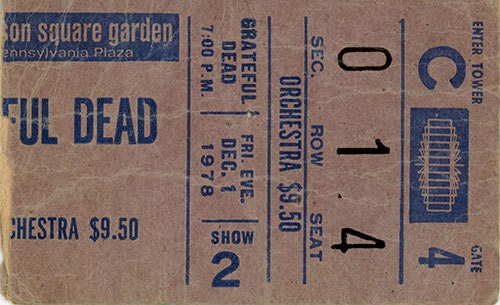 son square garden
ennsylvania Plaza
FUL DEAD
CHESTRA $9.50
GRATEFUL
DEAD
7:00 P.M.
FRI. EVE.
DEC. 1
1978
SHOW
2
ORCHESTRA $9.50
SEC. ROW SEAT
0 1 4
ENTER TOWER
C
GATE
4